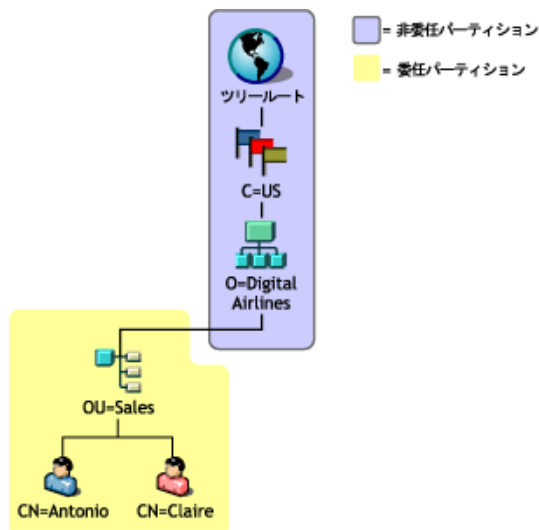 = 非委任パーティション
= 委任パーティション
ツリールート
C=US
O=Digital
Airlines
OU=Sales
CN=Antonio
CN=Claire